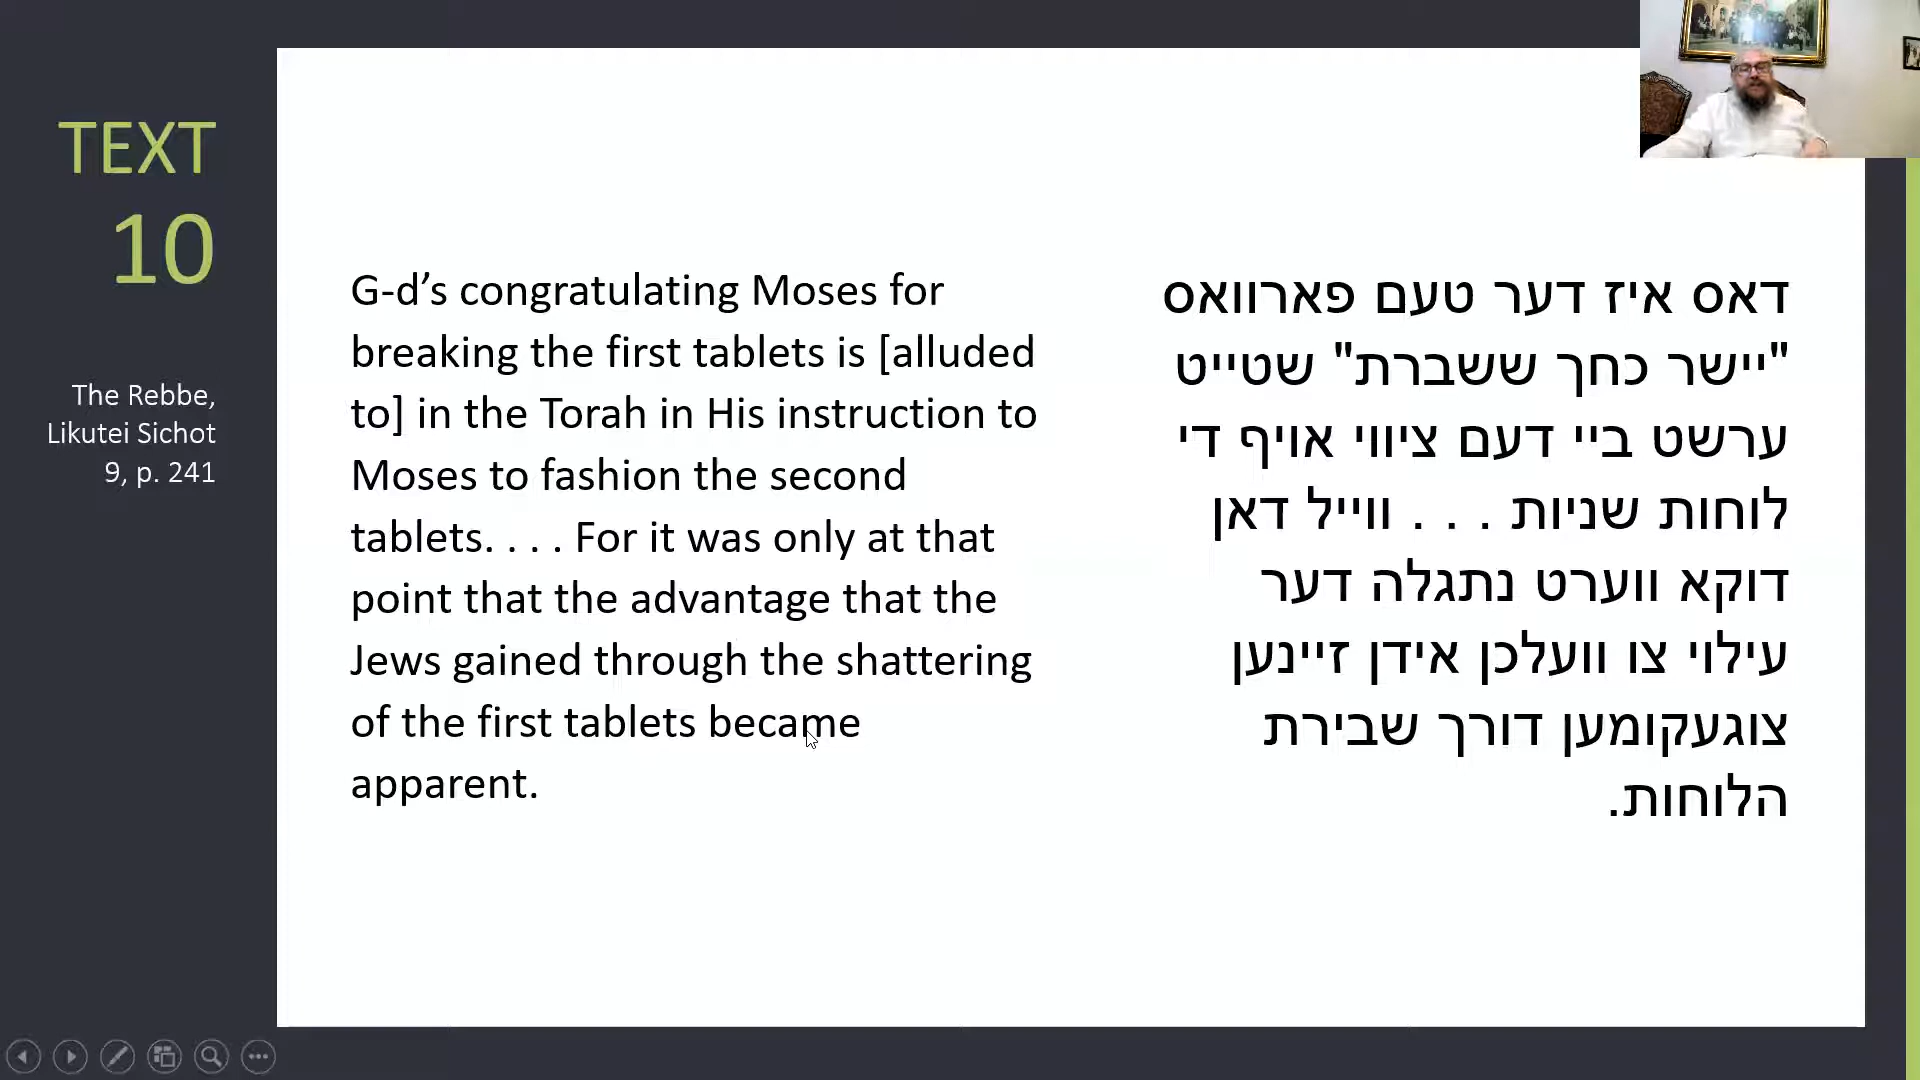 TEXT
10
The Rebbe,
Likutei Sichot
9, p. 241
G-d’s congratulating Moses for
breaking the first tablets is [alluded
to] in the Torah in His instruction to
Moses to fashion the second
tablets. . . . For it was only at that
point that the advantage that the
Jews gained through the shattering
of the first tablets became
apparent.
דאס איז דער טעם פארוואס
"יישר כחך ששברת" שטייט
ערשט ביי דעם ציווי אויף די
לוחות שניות . . . ווייל דאן
דוקא ווערט נתגלה דער
עילוי צו וועלכן אידן זיינען
צוגעקומען דורך שבירת
הלוחות.